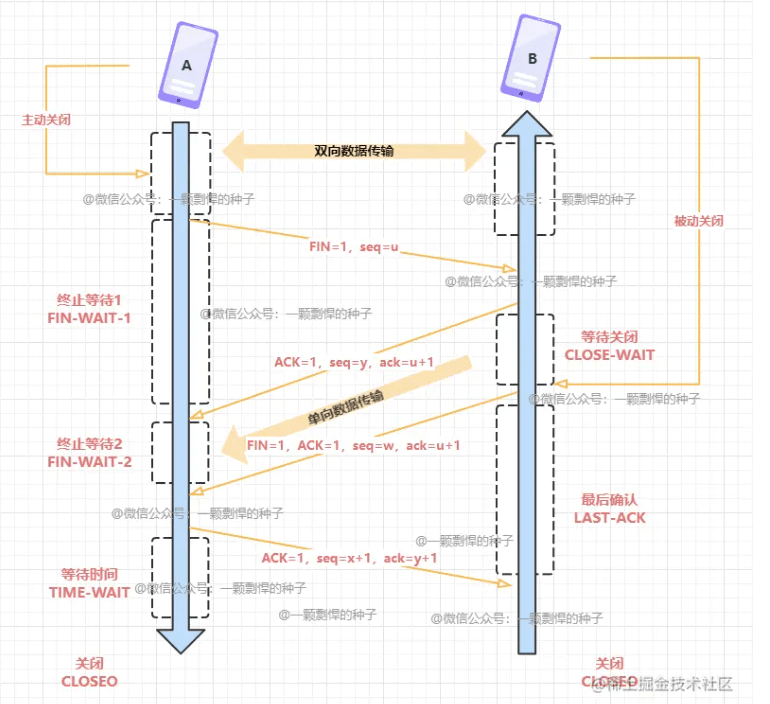 A
B
主动关闭
双向数据传输
@微信公众号：一颗剽悍的种子
@微信公众号：一颗剽悍的种子
被动关闭
FIN=1，seq=u
@微信公众号：一颗剽悍的种子
终止等待1
FIN-WAIT-1
@微信公众号：一颗剽悍的种子
等待关闭
CLOSE-WAIT
ACK=1，seq=y，ack=u+1
@微信公众号：一颗剽悍的种子
单向数据传输
终止等待2
FIN-WAIT-2
FIN=1，ACK=1，seq=w，ack=u+1
最后确认
LAST-ACK
@微信公众号：一颗剽悍的种子
@一颗剽悍的种子
ACK=1，seq=x+1，ack=y+1
等待时间
TIME-WAIT
@微信公众号：一颗剽悍的种子
@一颗剽悍的种子
@微信公众号：一颗剽悍的种子
关闭
CLOSEO
关闭
CLOSEO
@稀土掘金技术社区